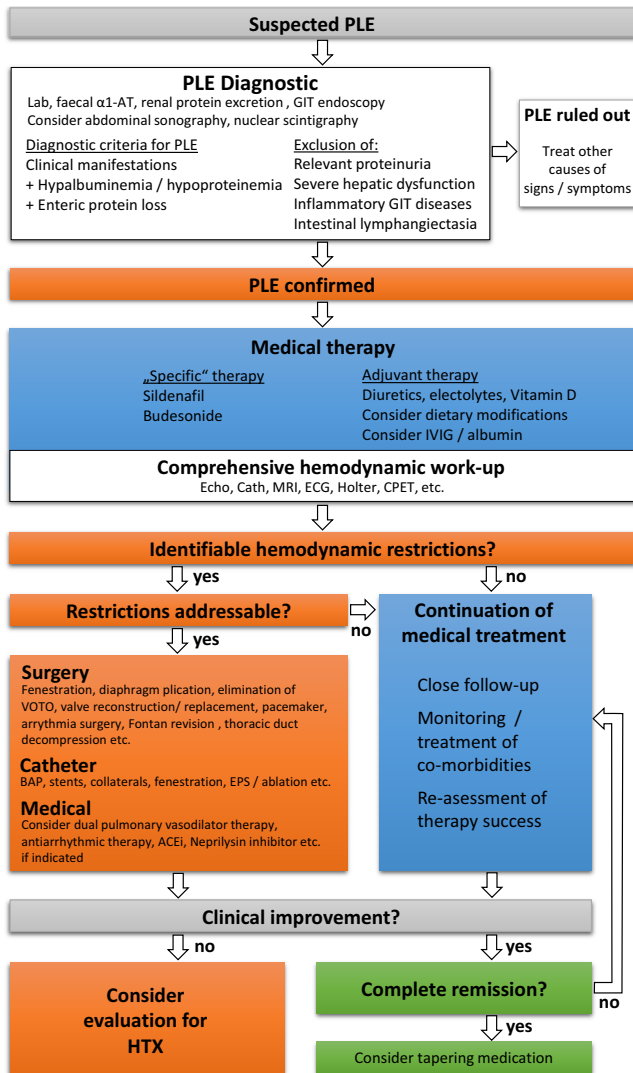 Suspected PLE
PLE Diagnostic
Lab, faecal α1-AT, renal protein excretion , GIT endoscopy
Consider abdominal sonography, nuclear scintigraphy
Diagnostic criteria for PLE
Clinical manifestations
+ Hypalbuminemia / hypoproteinemia
+ Enteric protein loss
Exclusion of:
Relevant proteinuria
Severe hepatic dysfunction
Inflammatory GIT diseases
Intestinal lymphangiectasia
PLE ruled out
Treat other
causes of
signs / symptoms
PLE confirmed
Medical therapy
„Specific“ therapy
Sildenafil
Budesonide
Adjuvant therapy
Diuretics, electolytes, Vitamin D
Consider dietary modifications
Consider IVIG / albumin
Comprehensive hemodynamic work-up
Echo, Cath, MRI, ECG, Holter, CPET, etc.
Identifiable hemodynamic restrictions?
yes
no
Restrictions addressable?
no
yes
Surgery
Fenestration, diaphragm plication, elimination of
VOTO, valve reconstruction/ replacement, pacemaker,
arrythmia surgery, Fontan revision , thoracic duct
decompression etc.
Catheter
BAP, stents, collaterals, fenestration, EPS / ablation etc.
Medical
Consider dual pulmonary vasodilator therapy,
antiarrhythmic therapy, ACEi, Neprilysin inhibitor etc.
if indicated
Continuation of
medical treatment
Close follow-up
Monitoring /
treatment of
co-morbidities
Re-asessment of
therapy success
Clinical improvement?
no
yes
Consider
evaluation for
HTX
Complete remission?
no
yes
Consider tapering medication